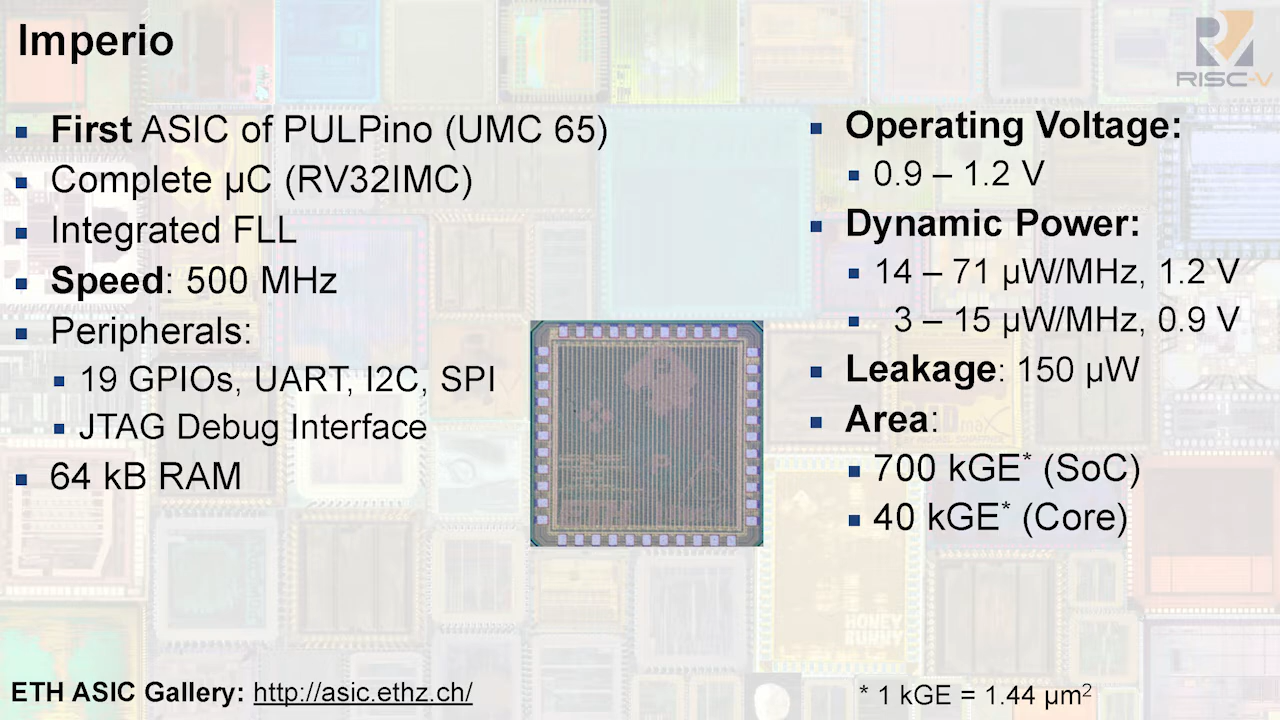 Imperio
RISC-V
First ASIC of PULPino (UMC 65)
Complete µC (RV32IMC)
Integrated FLL
Speed: 500 MHz
Peripherals:
19 GPIOs, UART, I2C, SPI
JTAG Debug Interface
64 kB RAM
Operating Voltage:
0.9 – 1.2 V
Dynamic Power:
14 – 71 µW/MHz, 1.2 V
3 – 15 µW/MHz, 0.9 V
Leakage: 150 µW
Area:
700 kGE* (SoC)
40 kGE* (Core)
HONEY
BUNNY
ETH ASIC Gallery: http://asic.ethz.ch/
* 1 kGE = 1.44 µm2